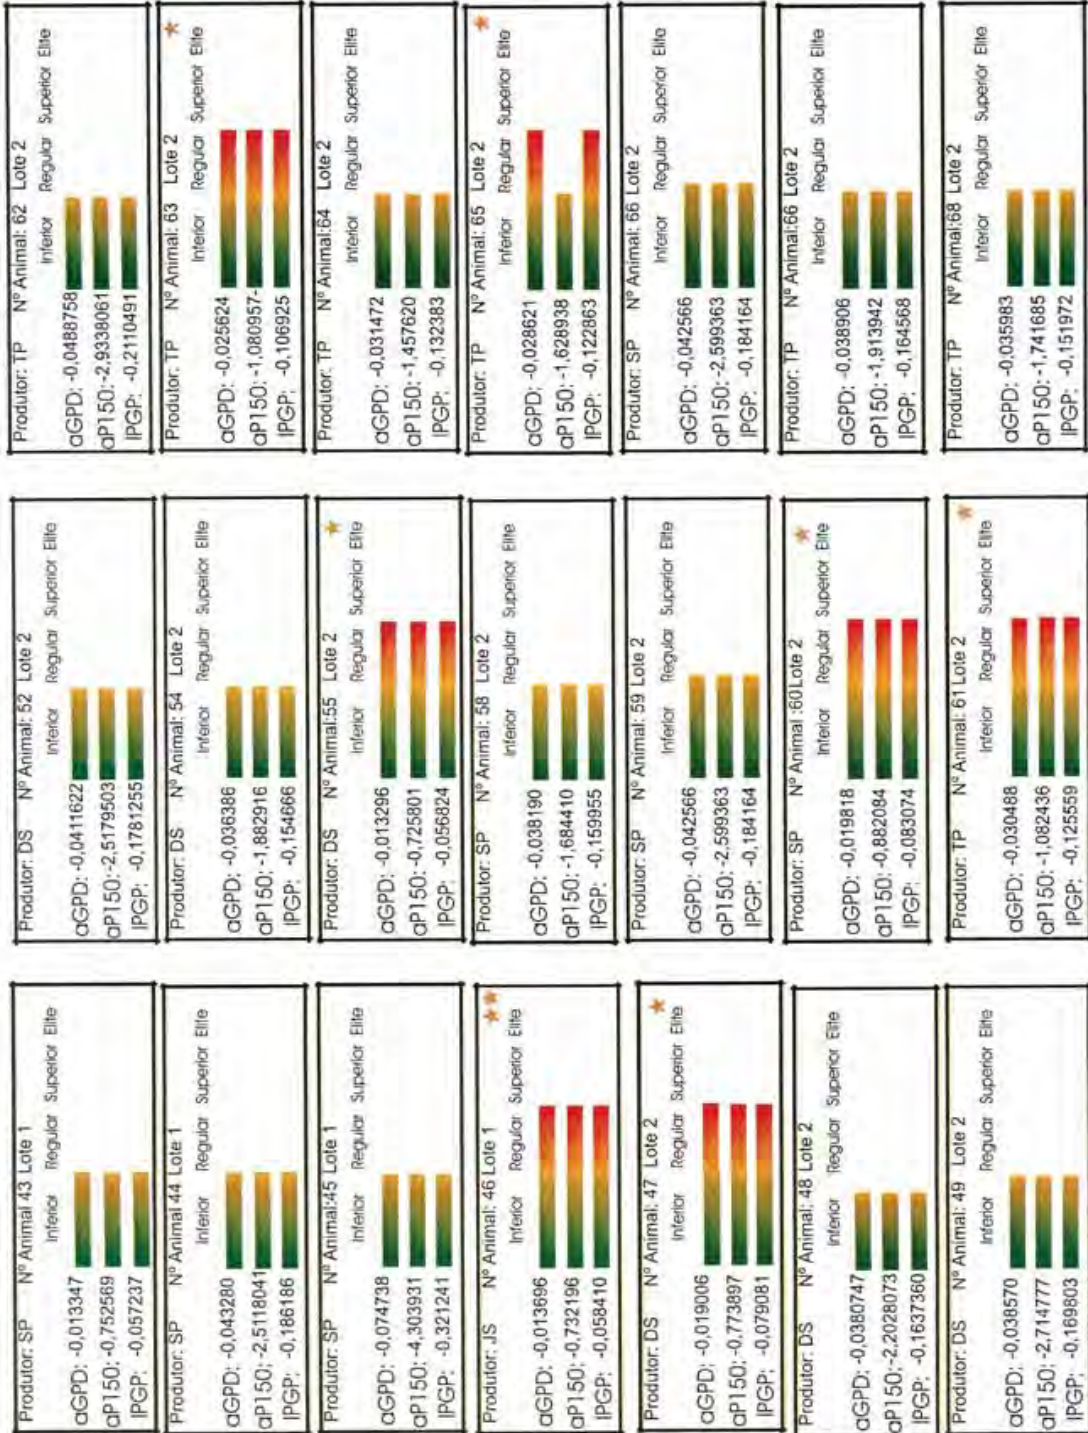 Produtor: SP Nº Animal 43 Lote 1
Inferior Regular Superior Elite
αGPD: -0,013347
αP150: -0,752569
IPGP: -0,057237
Produtor: SP Nº Animal 44 Lote 1
Inferior Regular Superior Elite
αGPD: -0,043280
αP150: -2,5118041
IPGP: -0,186186
Produtor: SP Nº Animal:45 Lote 1
Inferior Regular Superior Elite
αGPD: -0,074738
αP150: -4,303931
IPGP: -0,321241
Produtor: JS Nº Animal: 46 Lote 1
Inferior Regular Superior Elite
αGPD: -0,013696
αP150: -0,732196
IPGP: -0,058410
Produtor: DS Nº Animal: 47 Lote 2
Inferior Regular Superior Elite
αGPD: -0,019006
αP150: -0,773897
IPGP: -0,079081
Produtor: DS Nº Animal: 48 Lote 2
Inferior Regular Superior Elite
αGPD: -0,0380747
αP150:-2,2028073
IPGP: -0,1637360
Produtor: DS Nº Animal: 49 Lote 2
Inferior Regular Superior Elite
αGPD: -0,038570
αP150: -2,714777
IPGP: -0,169803
Produtor: DS Nº Animal: 52 Lote 2
Inferior Regular Superior Elite
αGPD: -0,0411622
αP150:-2,5179503
IPGP: -0,1781255
Produtor: DS Nº Animal: 54 Lote 2
Inferior Regular Superior Elite
αGPD: -0,036386
αP150: -1,882916
IPGP: -0,154666
Produtor: DS Nº Animal:55 Lote 2
Inferior Regular Superior Elite
αGPD: -0,013296
αP150: -0,725801
IPGP: -0,056824
Produtor: SP Nº Animal: 58 Lote 2
Inferior Regular Superior Elite
αGPD: -0,038190
αP150: -1,684410
IPGP: -0,159955
Produtor: SP Nº Animal: 59 Lote 2
Inferior Regular Superior Elite
αGPD: -0,042566
αP150: -2,599363
IPGP: -0,184164
Produtor: SP Nº Animal :60 Lote 2
Inferior Regular Superior Elite
αGPD: -0,019818
αP150: -0,882084
IPGP: -0,083074
Produtor: TP Nº Animal: 61 Lote 2
Inferior Regular Superior Elite
αGPD: -0,030488
αP150: -1,082436
IPGP: -0,125559
Produtor: TP Nº Animal: 62 Lote 2
Inferior Regular Superior Elite
αGPD: -0,0488758
αP150: -2,9338061
IPGP: -0,2110491
Produtor: TP Nº Animal: 63 Lote 2
Inferior Regular Superior Elite
αGPD: -0,025624
αP150: -1,080957-
IPGP: -0,106925
Produtor: TP Nº Animal:64 Lote 2
Inferior Regular Superior Elite
αGPD: -0,031472
αP150: -1,457620
IPGP: -0,132383
Produtor: TP Nº Animal: 65 Lote 2
Inferior Regular Superior Elite
αGPD: -0,028621
αP150: -1,628938
IPGP: -0,122863
Produtor: SP Nº Animal: 66 Lote 2
Inferior Regular Superior Elite
αGPD: -0,042566
αP150: -2,599363
IPGP: -0,184164
Produtor: TP Nº Animal:66 Lote 2
Inferior Regular Superior Elite
αGPD: -0,038906
αP150: -1,913942
IPGP: -0,164568
Produtor: TP Nº Animal:68 Lote 2
Inferior Regular Superior Elite
αGPD: -0,035983
αP150: -1,741685
IPGP: -0,151972